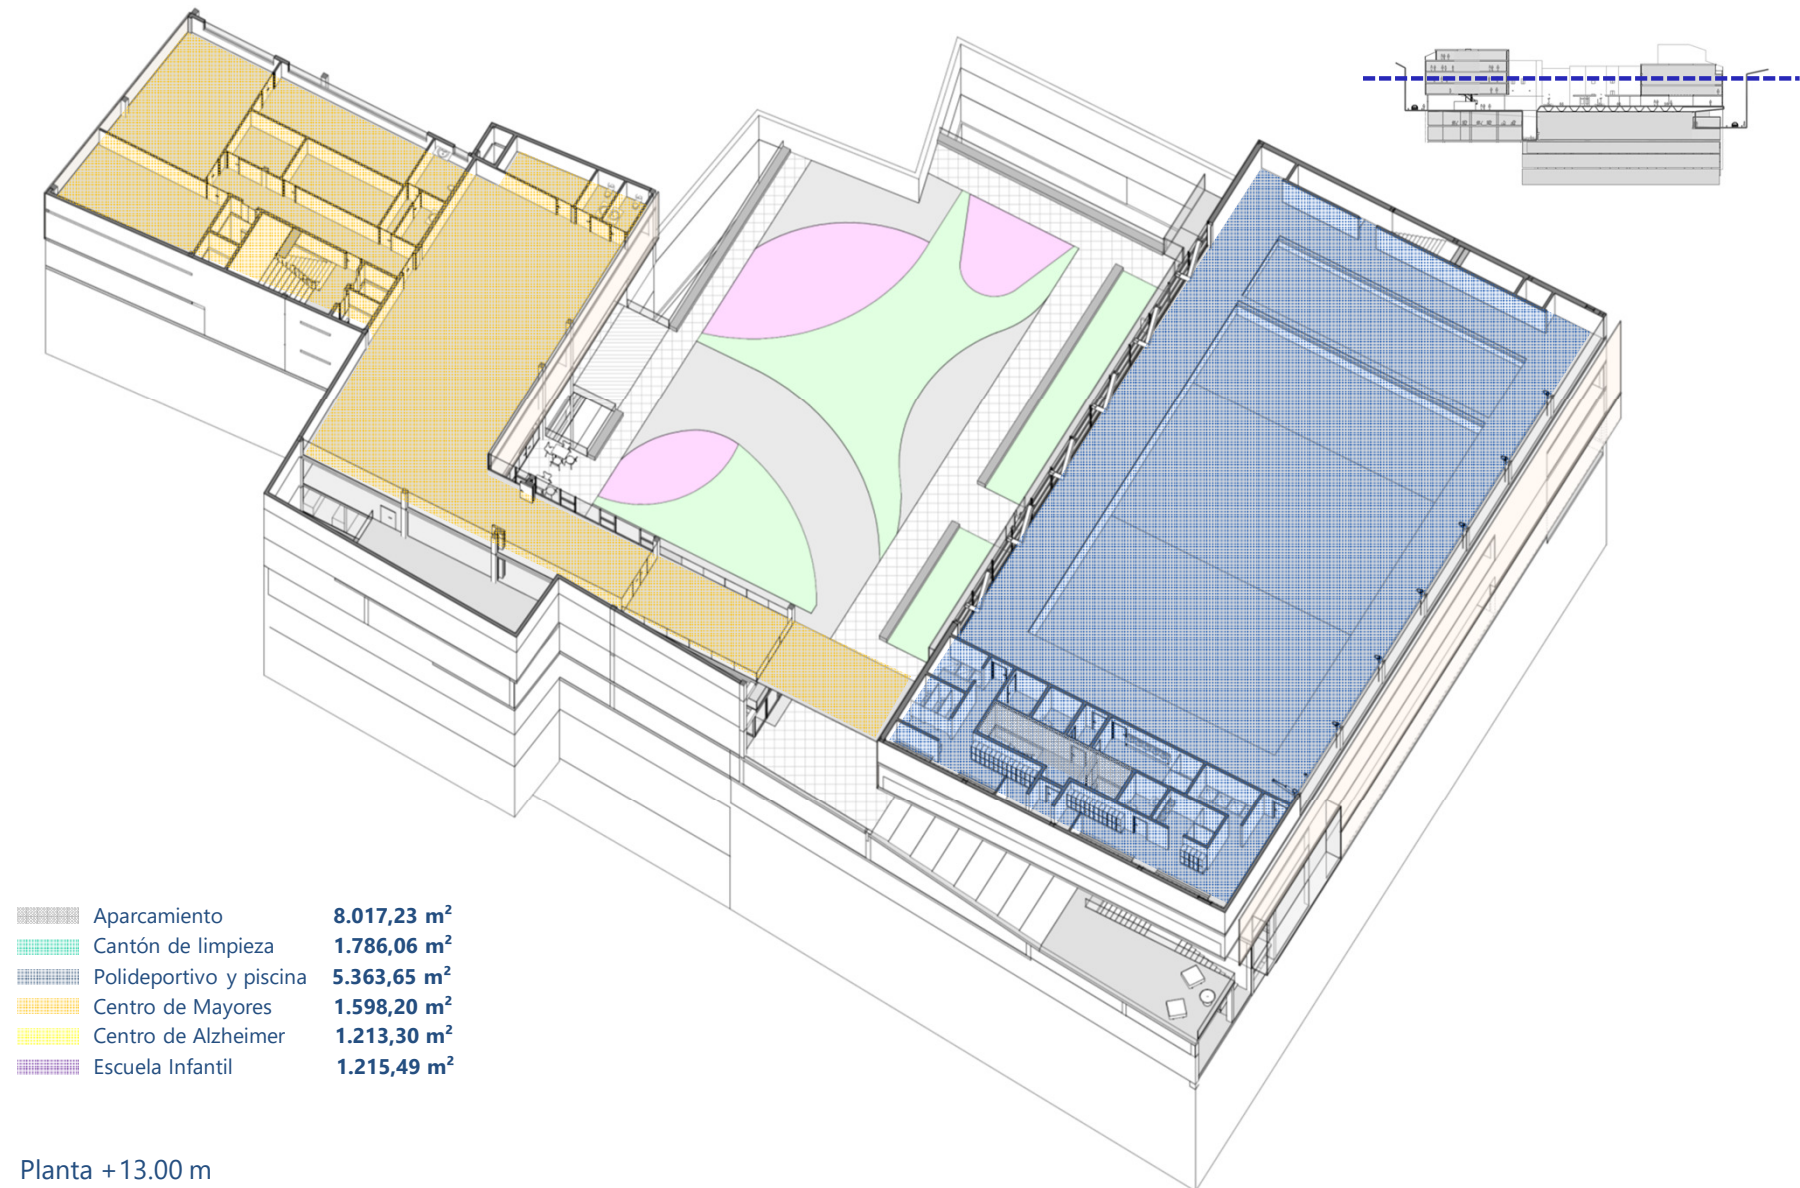 Aparcamiento 8.017,23 m²
Cantón de limpieza 1.786,06 m²
Polideportivo y piscina 5.363,65 m²
Centro de Mayores 1.598,20 m²
Centro de Alzheimer 1.213,30 m²
Escuela Infantil 1.215,49 m²
Planta +13.00 m